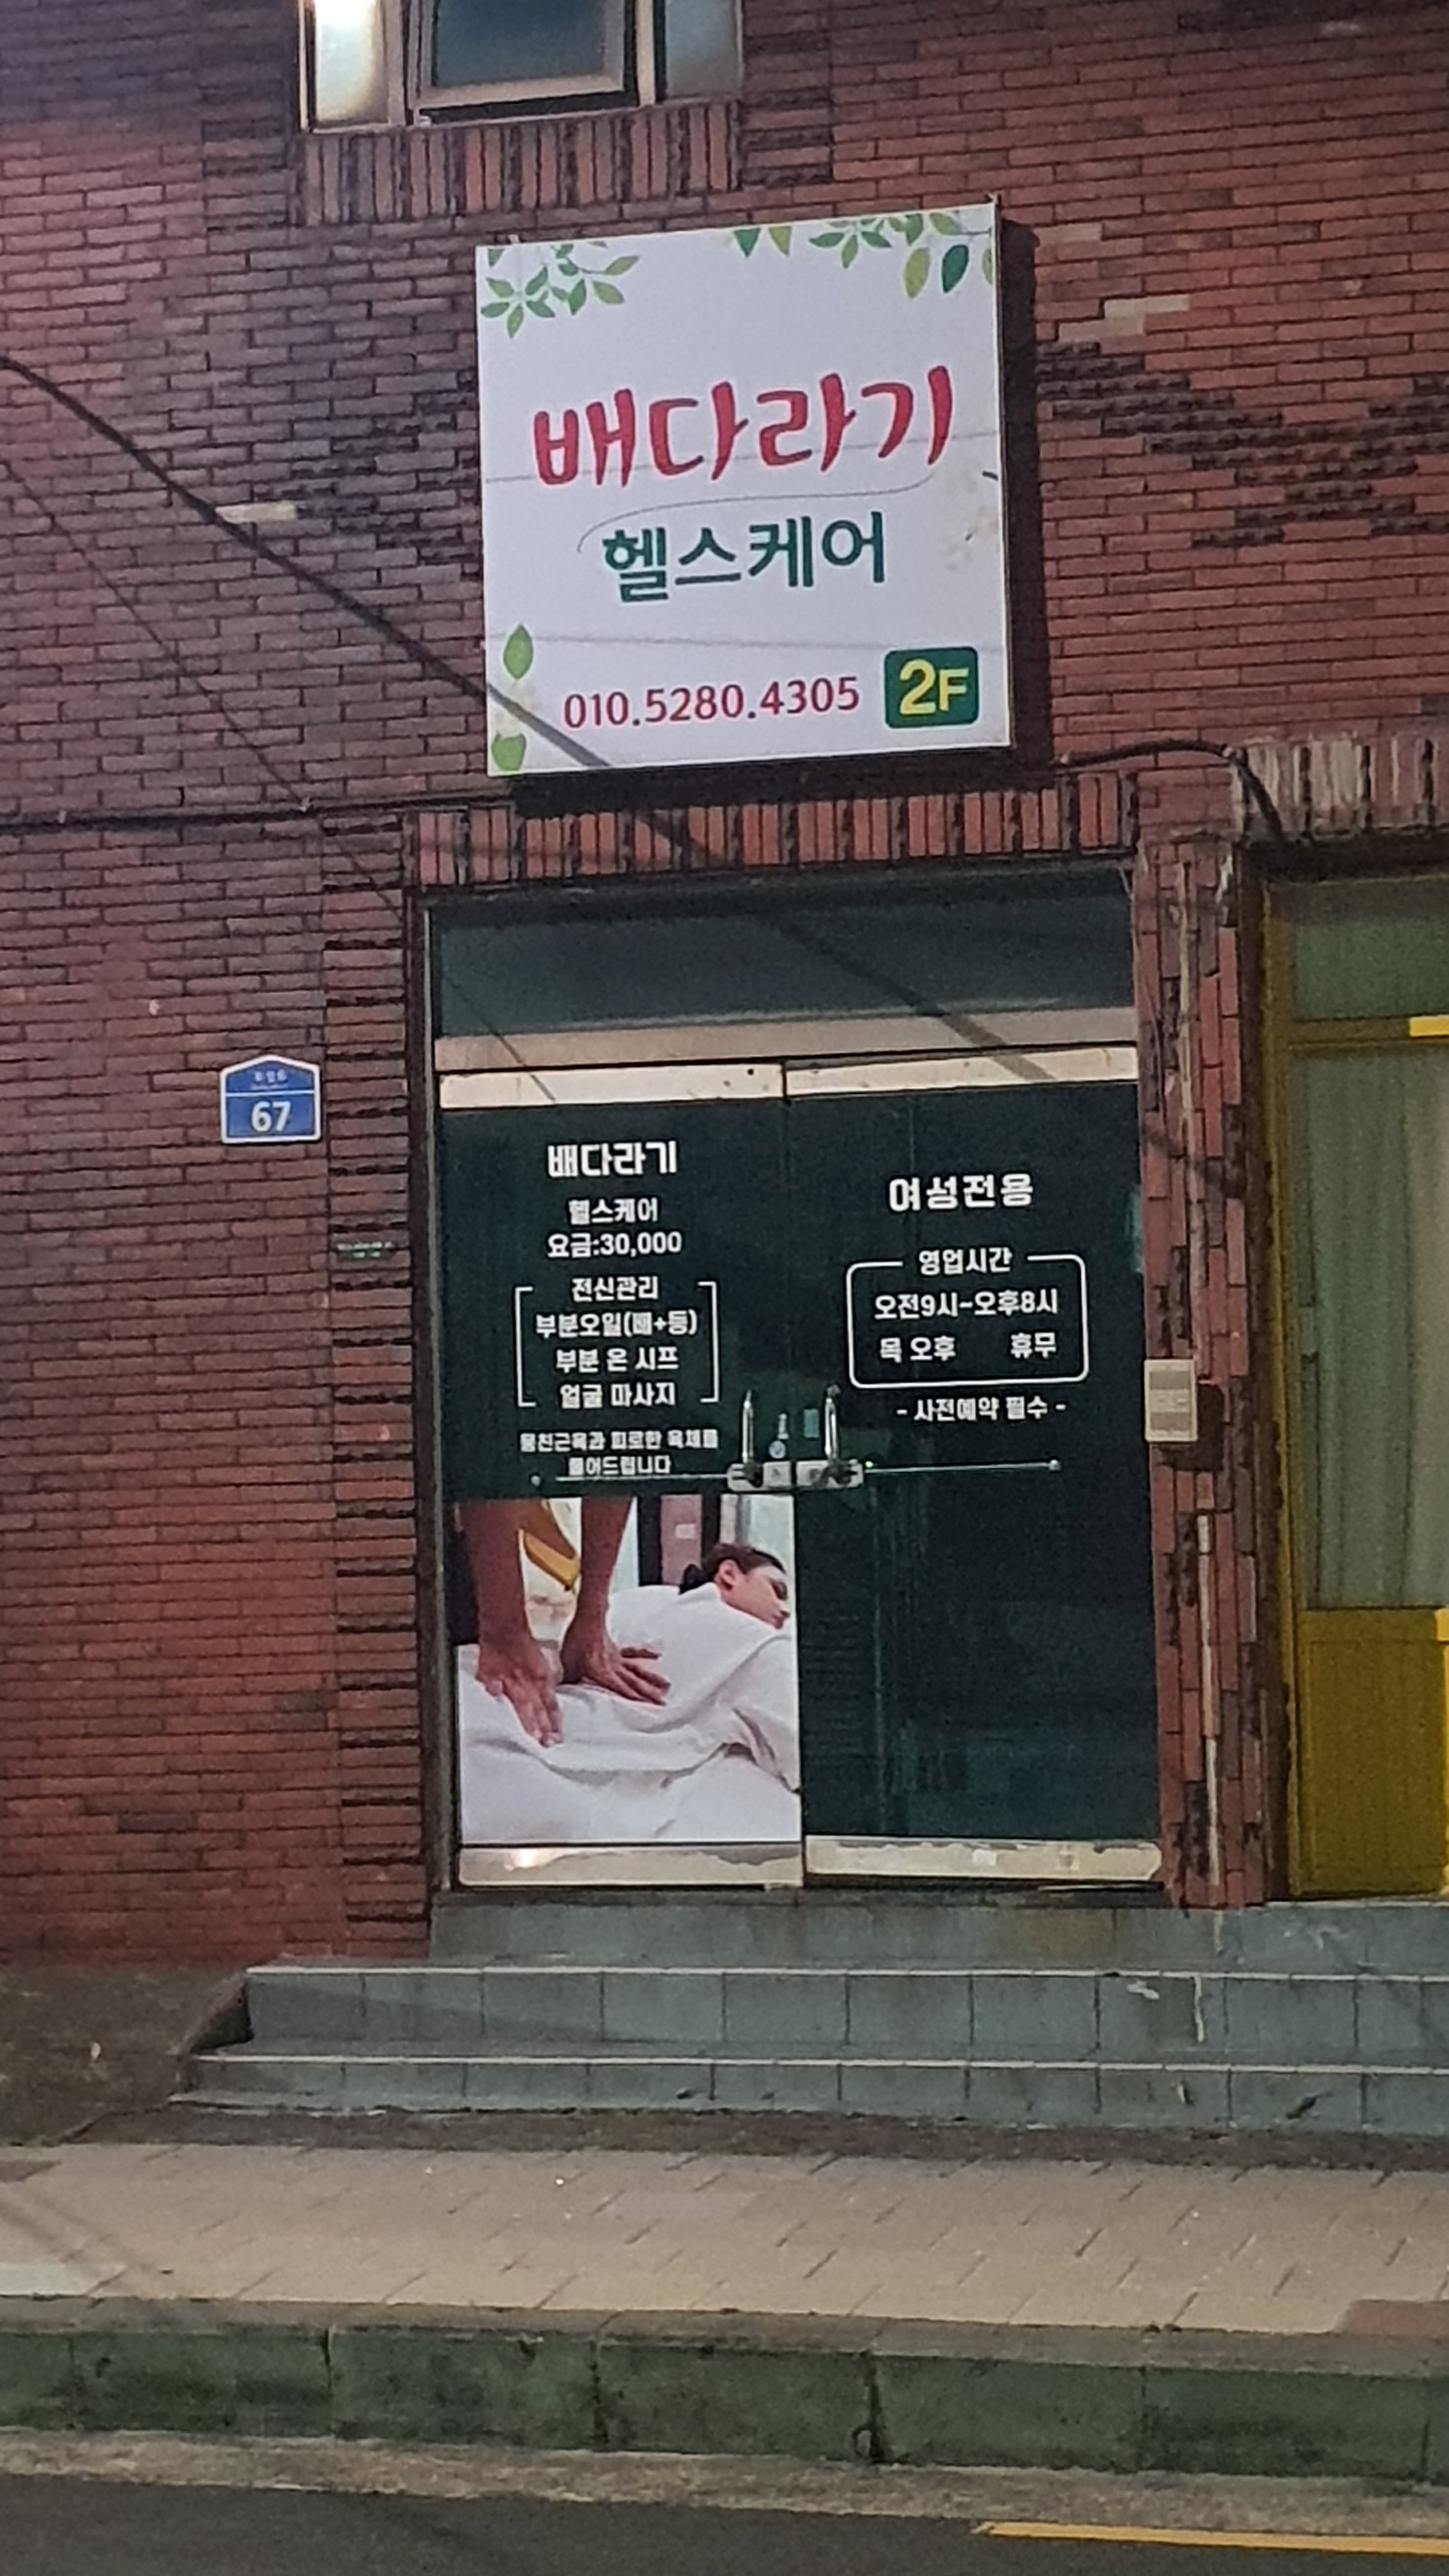 배다라기
헬스케어
010.5280.4305 2F
67
배다라기
헬스케어
요금:30,000
전신관리
부분오일(배+등)
부분 온 시프
얼굴 마사지
뭉친근육과 피로한 육체를
풀어드립니다
여성전용
영업시간
오전9시~오후8시
목 오후 휴무
- 사전예약 필수 -